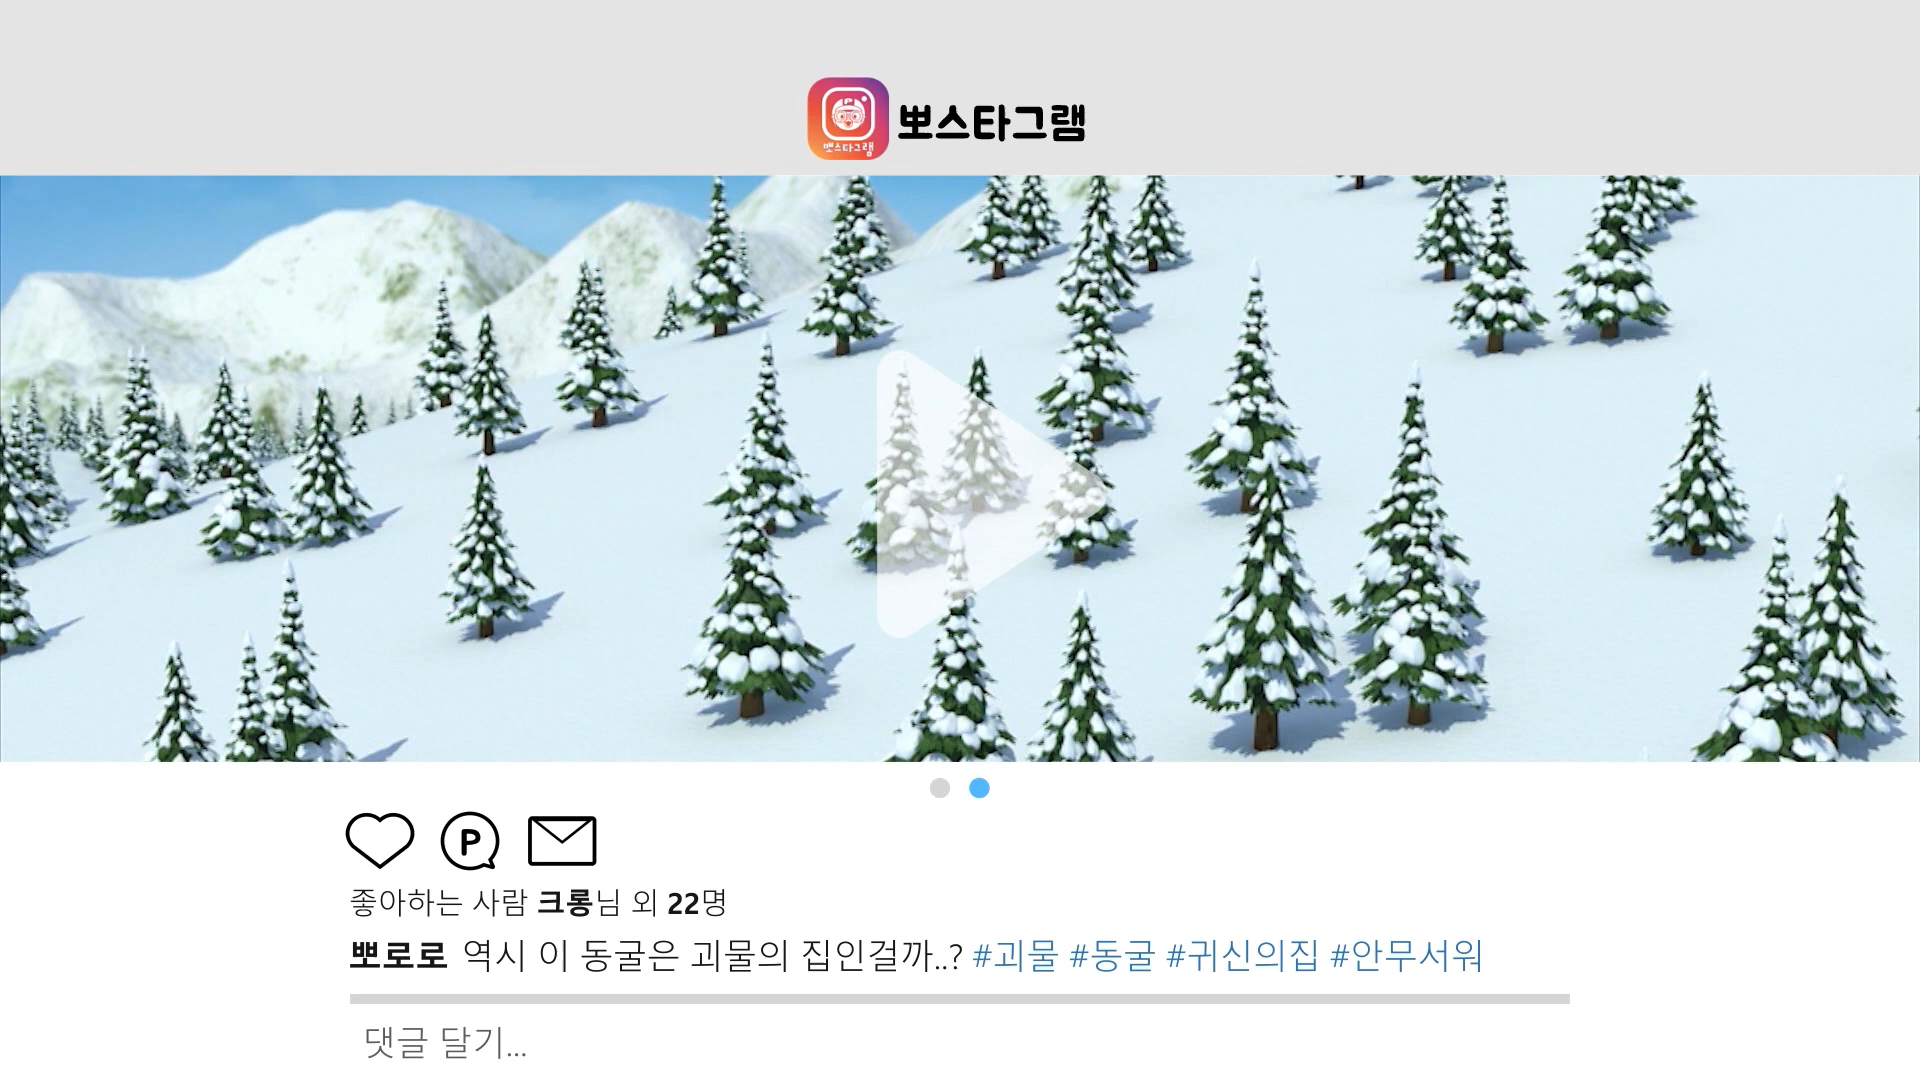 뽀스타그램
뽀스타그램
좋아하는 사람 크롱님 외 22명
뽀로로 역시 이 동굴은 괴물의 집인걸까..? #괴물 #동굴 #귀신의집 #안무서워
댓글 달기...